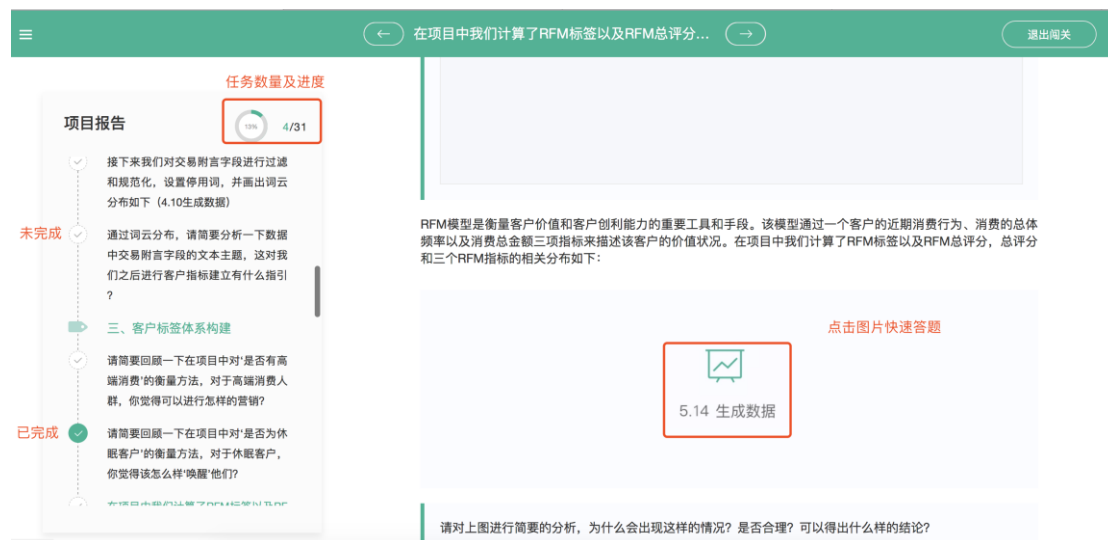 在项目中我们计算了RFM标签以及RFM总评分...
退出闯关
任务数量及进度
项目报告
13%
4/31
接下来我们对交易附言字段进行过滤
和规范化，设置停用词，并画出词云
分布如下（4.10生成数据)
未完成
通过词云分布，请简要分析一下数据
中交易附言字段的文本主题，这对我
们之后进行客户指标建立有什么指引
?
三、客户标签体系构建
请简要回顾一下在项目中对'是否有高
端消费'的衡量方法，对于高端消费人
群，你觉得可以进行怎样的营销?
已完成
请简要回顾一下在项目中对'是否为休
眠客户'的衡量方法，对于休眠客户，
你觉得该怎么样'唤醒'他们?
在项目中我们计算了RFM标签以及RF
RFM模型是衡量客户价值和客户创利能力的重要工具和手段。该模型通过一个客户的近期消费行为、消费的总体
频率以及消费总金额三项指标来描述该客户的价值状况。在项目中我们计算了RFM标签以及RFM总评分，总评分
和三个RFM指标的相关分布如下：
点击图片快速答题
5.14 生成数据
请对上图进行简要的分析，为什么会出现这样的情况？是否合理？可以得出什么样的结论？